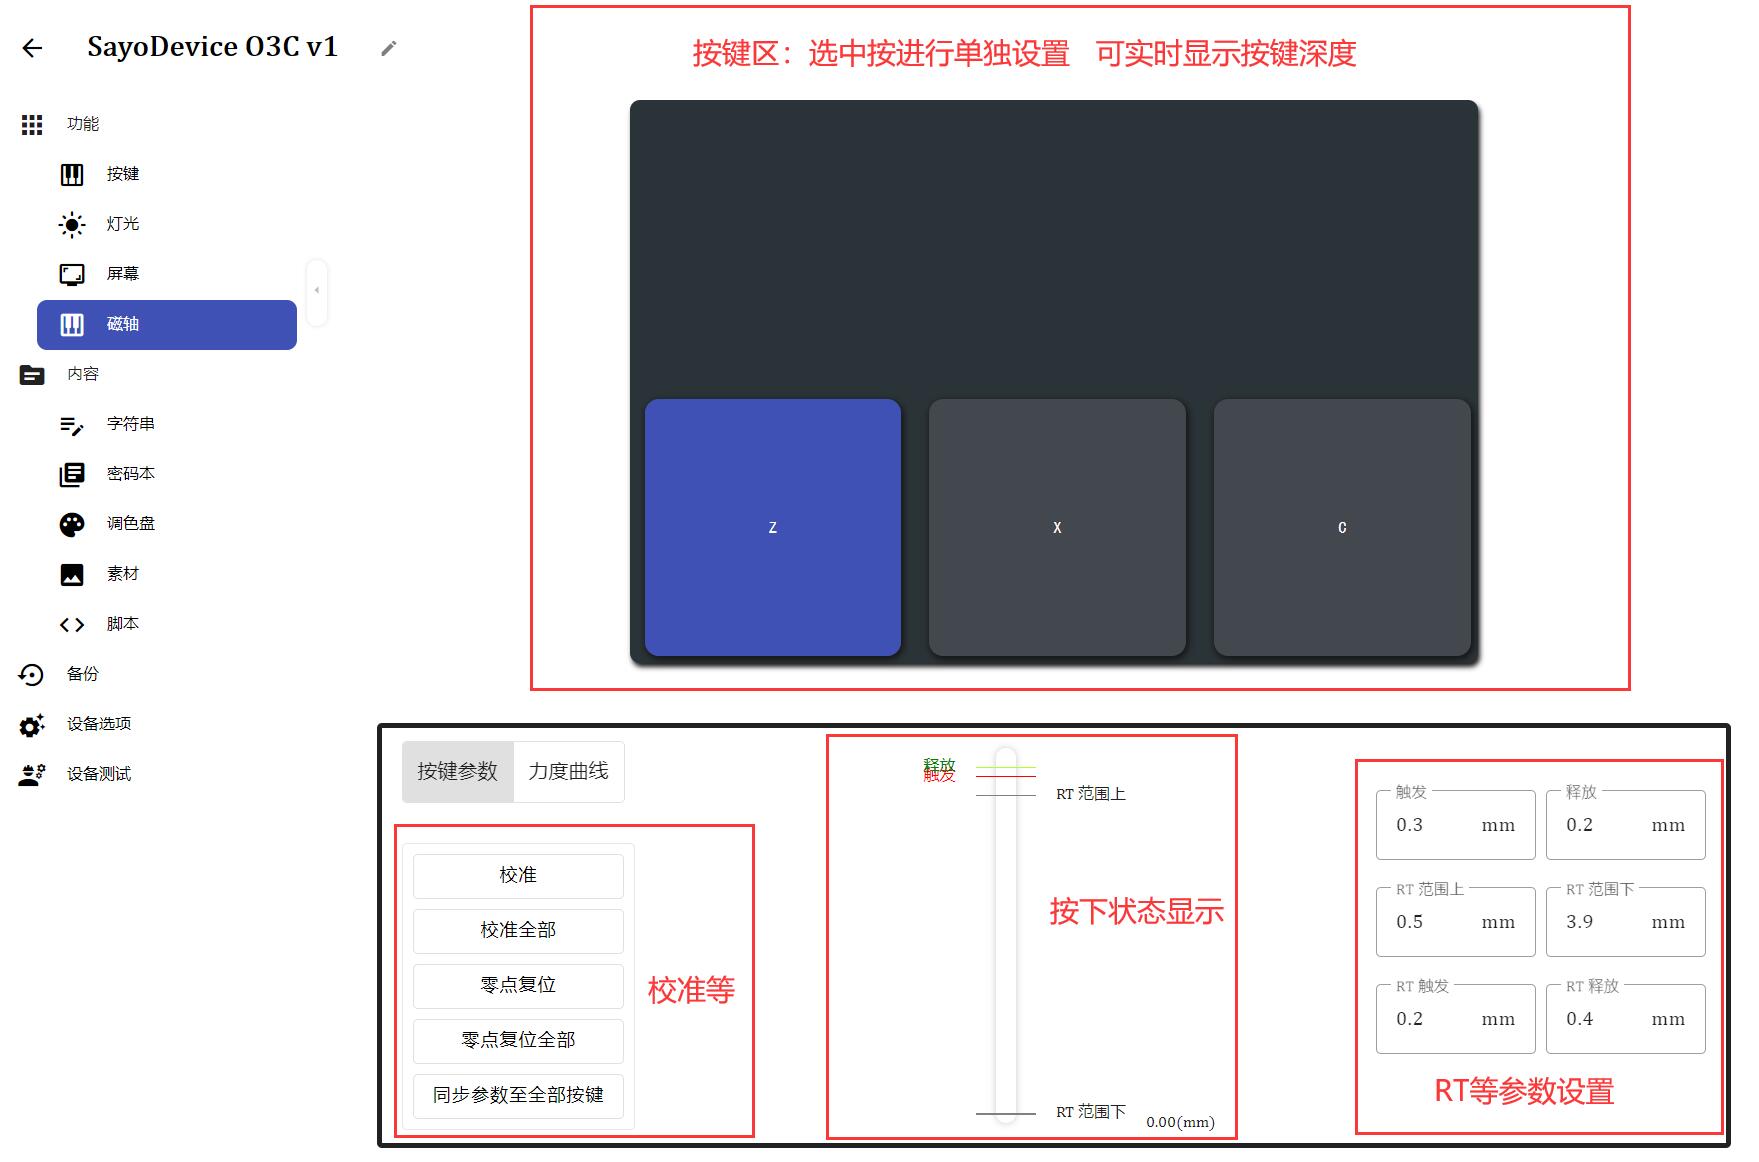 SayoDevice O3C v1
功能
按键
灯光
屏幕
磁轴
内容
字符串
密码本
调色盘
素材
脚本
备份
设备选项
设备测试
按键区：选中按进行单独设置 可实时显示按键深度
Z
X
C
按键参数
力度曲线
校准
校准全部
零点复位
零点复位全部
同步参数至全部按键
校准等
释放
触发
RT 范围上
按下状态显示
RT 范围下
0.00(mm)
触发
0.3 mm
释放
0.2 mm
RT 范围上
0.5 mm
RT 范围下
3.9 mm
RT 触发
0.2 mm
RT 释放
0.4 mm
RT等参数设置